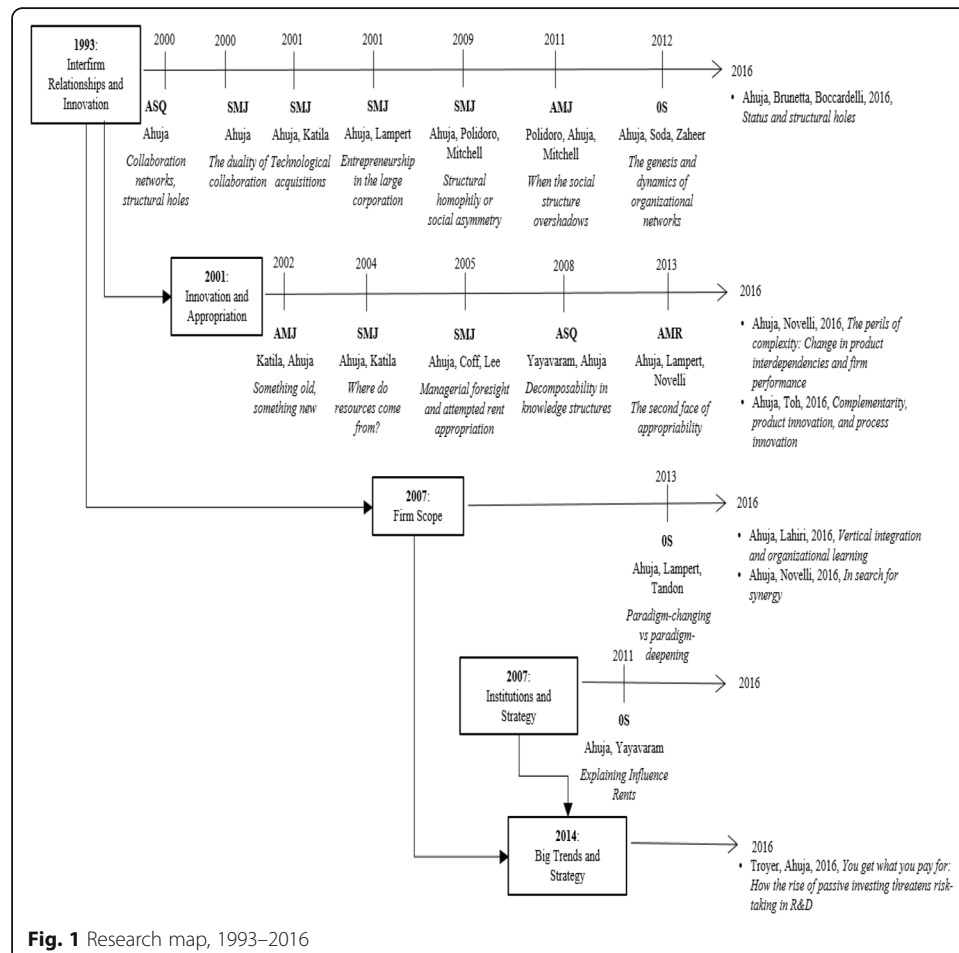 1993:
Interfirm
Relationships and
Innovation
2000
2000
2001
2001
2009
2011
2012
2016
ASQ
Ahuja
Collaboration
networks,
structural holes
SMJ
Ahuja
The duality of
collaboration
SMJ
Ahuja, Katila
Technological
acquisitions
SMJ
Ahuja, Lampert
Entrepreneurship
in the large
corporation
SMJ
Ahuja, Polidoro,
Mitchell
Structural
homophily or
social asymmetry
AMJ
Polidoro, Ahuja,
Mitchell
When the social
structure
overshadows
0S
Ahuja, Soda, Zaheer
The genesis and
dynamics of
organizational
networks
• Ahuja, Brunetta, Boccardelli, 2016,
Status and structural holes
2001:
Innovation and
Appropriation
2002
2004
2005
2008
2013
2016
AMJ
Katila, Ahuja
Something old,
something new
SMJ
Ahuja, Katila
Where do
resources come
from?
SMJ
Ahuja, Coff, Lee
Managerial foresight
and attempted rent
appropriation
ASQ
Yayavaram, Ahuja
Decomposability in
knowledge structures
AMR
Ahuja, Lampert,
Novelli
The second face of
appropriability
• Ahuja, Novelli, 2016, The perils of
complexity: Change in product
interdependencies and firm
performance
• Ahuja, Toh, 2016, Complementarity,
product innovation, and process
innovation
2007:
Firm Scope
2013
2016
0S
Ahuja, Lampert,
Tandon
Paradigm-changing
vs paradigm-
deepening
• Ahuja, Lahiri, 2016, Vertical integration
and organizational learning
• Ahuja, Novelli, 2016, In search for
synergy
2007:
Institutions and
Strategy
2011
2016
0S
Ahuja, Yayavaram
Explaining Influence
Rents
2014:
Big Trends and
Strategy
2016
• Troyer, Ahuja, 2016, You get what you pay for:
How the rise of passive investing threatens risk-
taking in R&D
Fig. 1 Research map, 1993–2016